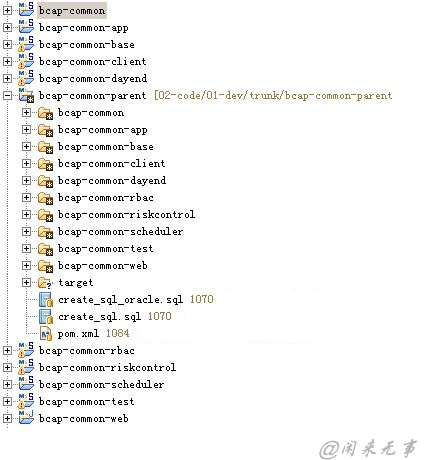 bcap-common
bcap-common-app
bcap-common-base
bcap-common-client
bcap-common-dayend
bcap-common-parent [02-code/01-dev/trunk/bcap-common-parent
bcap-common
bcap-common-app
bcap-common-base
bcap-common-client
bcap-common-dayend
bcap-common-rbac
bcap-common-riskcontrol
bcap-common-scheduler
bcap-common-test
bcap-common-web
target
create_sql_oracle.sql 1070
create_sql.sql 1070
pom.xml 1084
bcap-common-rbac
bcap-common-riskcontrol
bcap-common-scheduler
bcap-common-test
bcap-common-web
@闲来无事